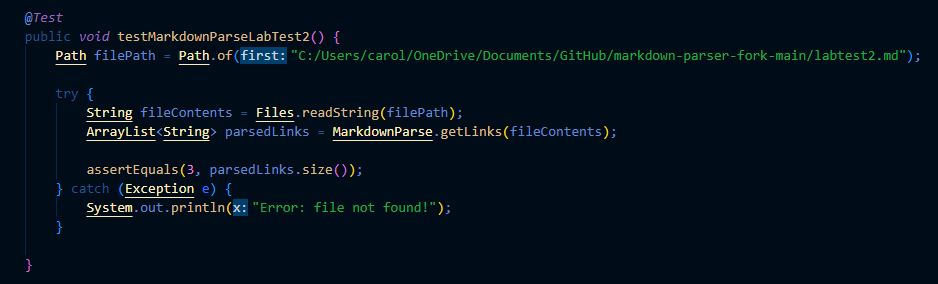 @Test
public void testMarkdownParseLabTest2() {
Path filePath = Path.of(first: "C:/Users/carol/OneDrive/Documents/GitHub/markdown-parser-fork-main/labtest2.md");
try {
String fileContents = Files.readString(filePath);
ArrayList<String> parsedLinks = MarkdownParse.getLinks(fileContents);
assertEquals(3, parsedLinks.size());
} catch (Exception e) {
System.out.println(x: "Error: file not found!");
}
}